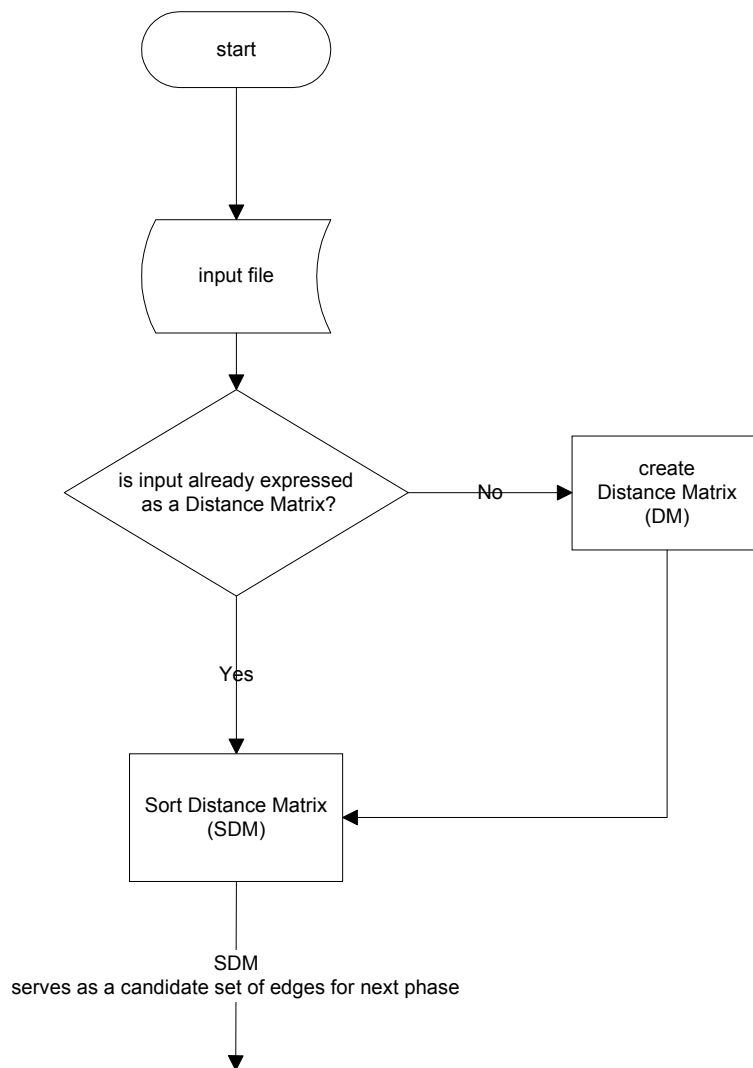 start
input file
is input already expressed
as a Distance Matrix?
No
create
Distance Matrix
(DM)
Yes
Sort Distance Matrix
(SDM)
SDM
serves as a candidate set of edges for next phase